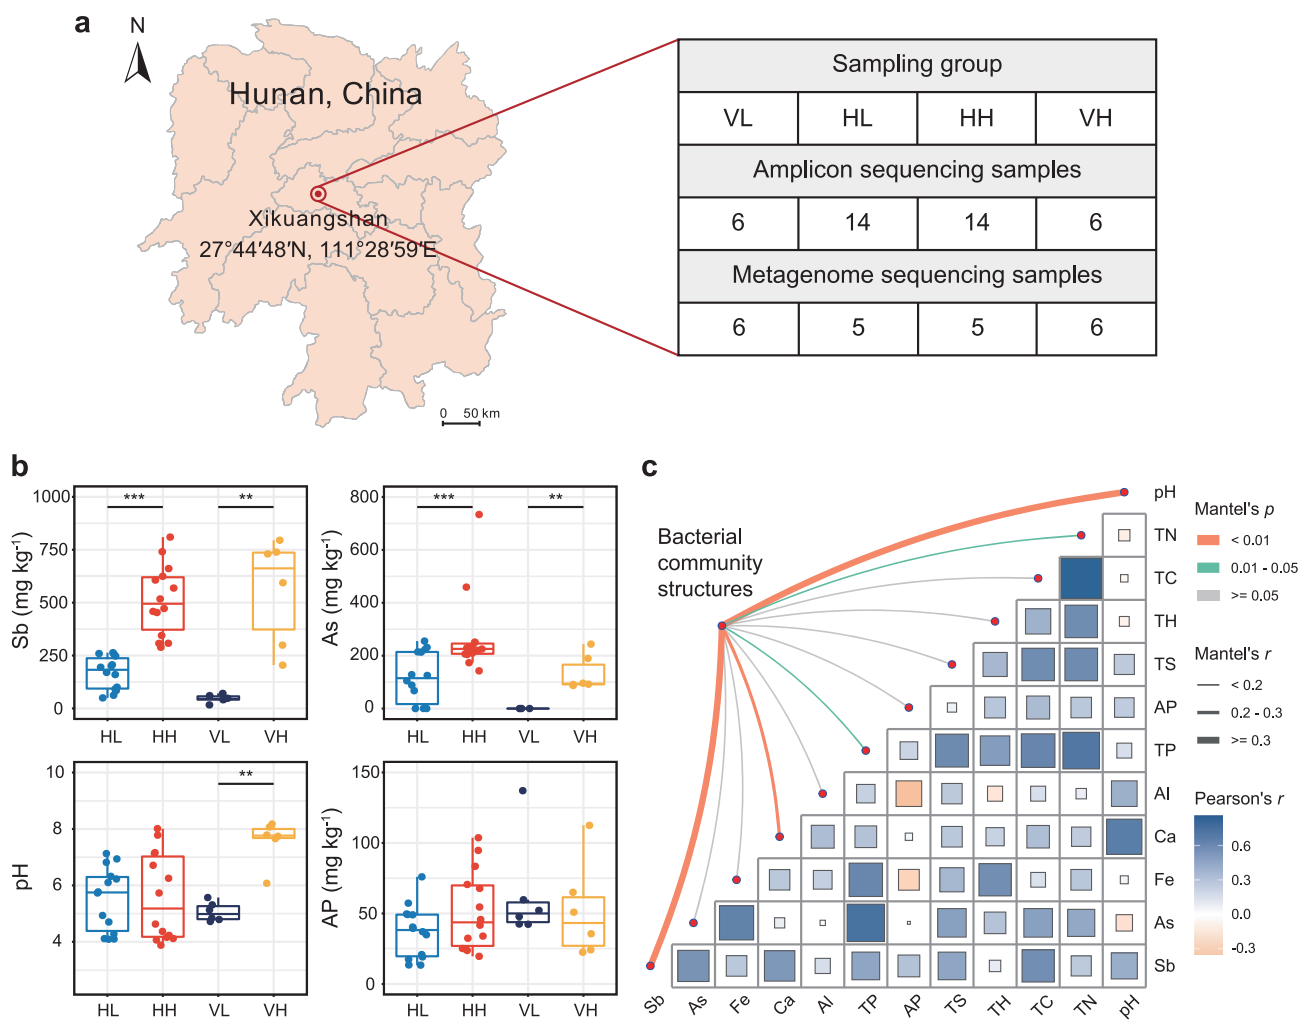 a
N
Hunan, China
Xikuangshan
27°44′48′N, 111°28′59′E
0 50 km
Sampling group
VL HL HH VH
Amplicon sequencing samples
6 14 14 6
Metagenome sequencing samples
6 5 5 6
b
Sb (mg kg⁻¹)
1000
750
500
250
0
*** **
HL HH VL VH
As (mg kg⁻¹)
800
600
400
200
0
*** **
HL HH VL VH
pH
10
8
6
4
**
HL HH VL VH
AP (mg kg⁻¹)
150
100
50
0
HL HH VL VH
c
Bacterial
community
structures
pH
TN
TC
TH
TS
AP
TP
Al
Ca
Fe
As
Sb
Sb As Fe Ca Al TP AP TS TH TC TN pH
Mantel's p
< 0.01
0.01 - 0.05
>= 0.05
Mantel's r
< 0.2
0.2 - 0.3
>= 0.3
Pearson's r
0.6
0.3
0.0
-0.3